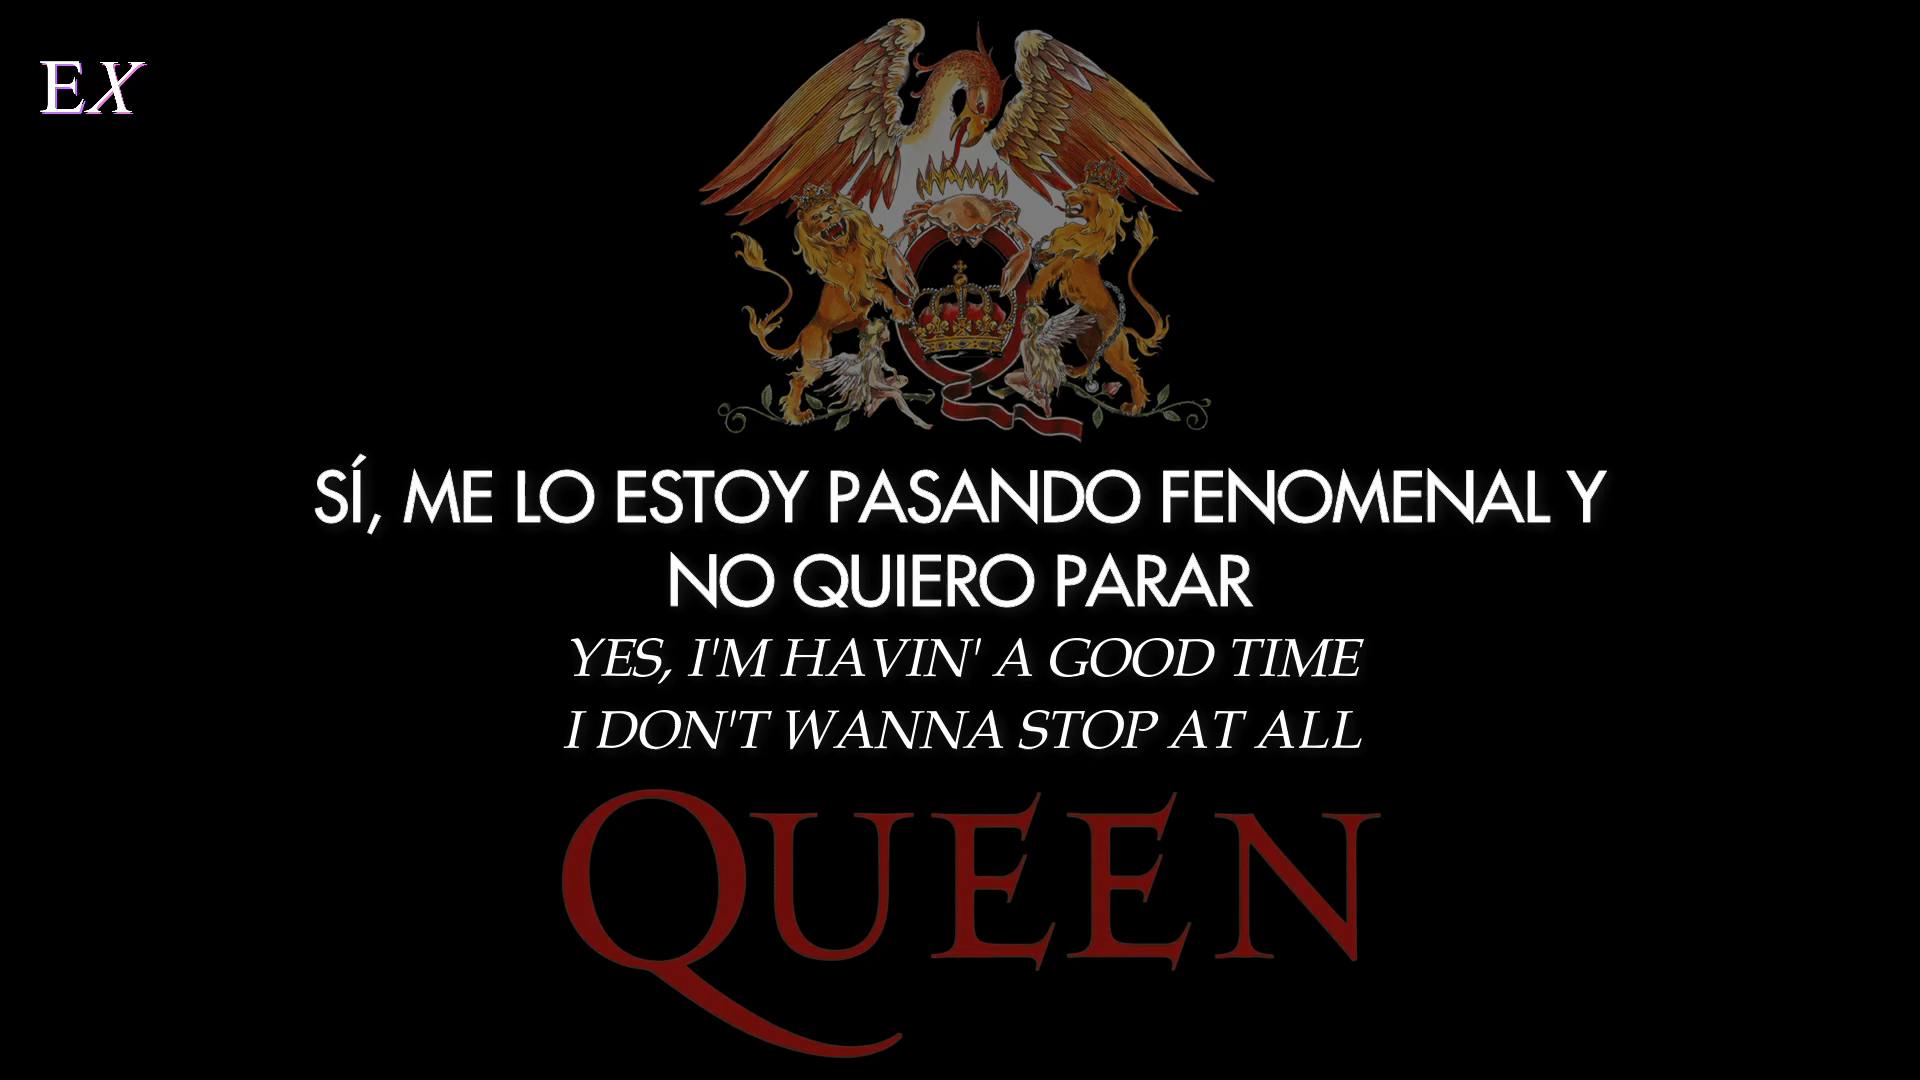 EX
SÍ, ME LO ESTOY PASANDO FENOMENAL Y
NO QUIERO PARAR
YES, I'M HAVIN' A GOOD TIME
I DON'T WANNA STOP AT ALL
QUEEN